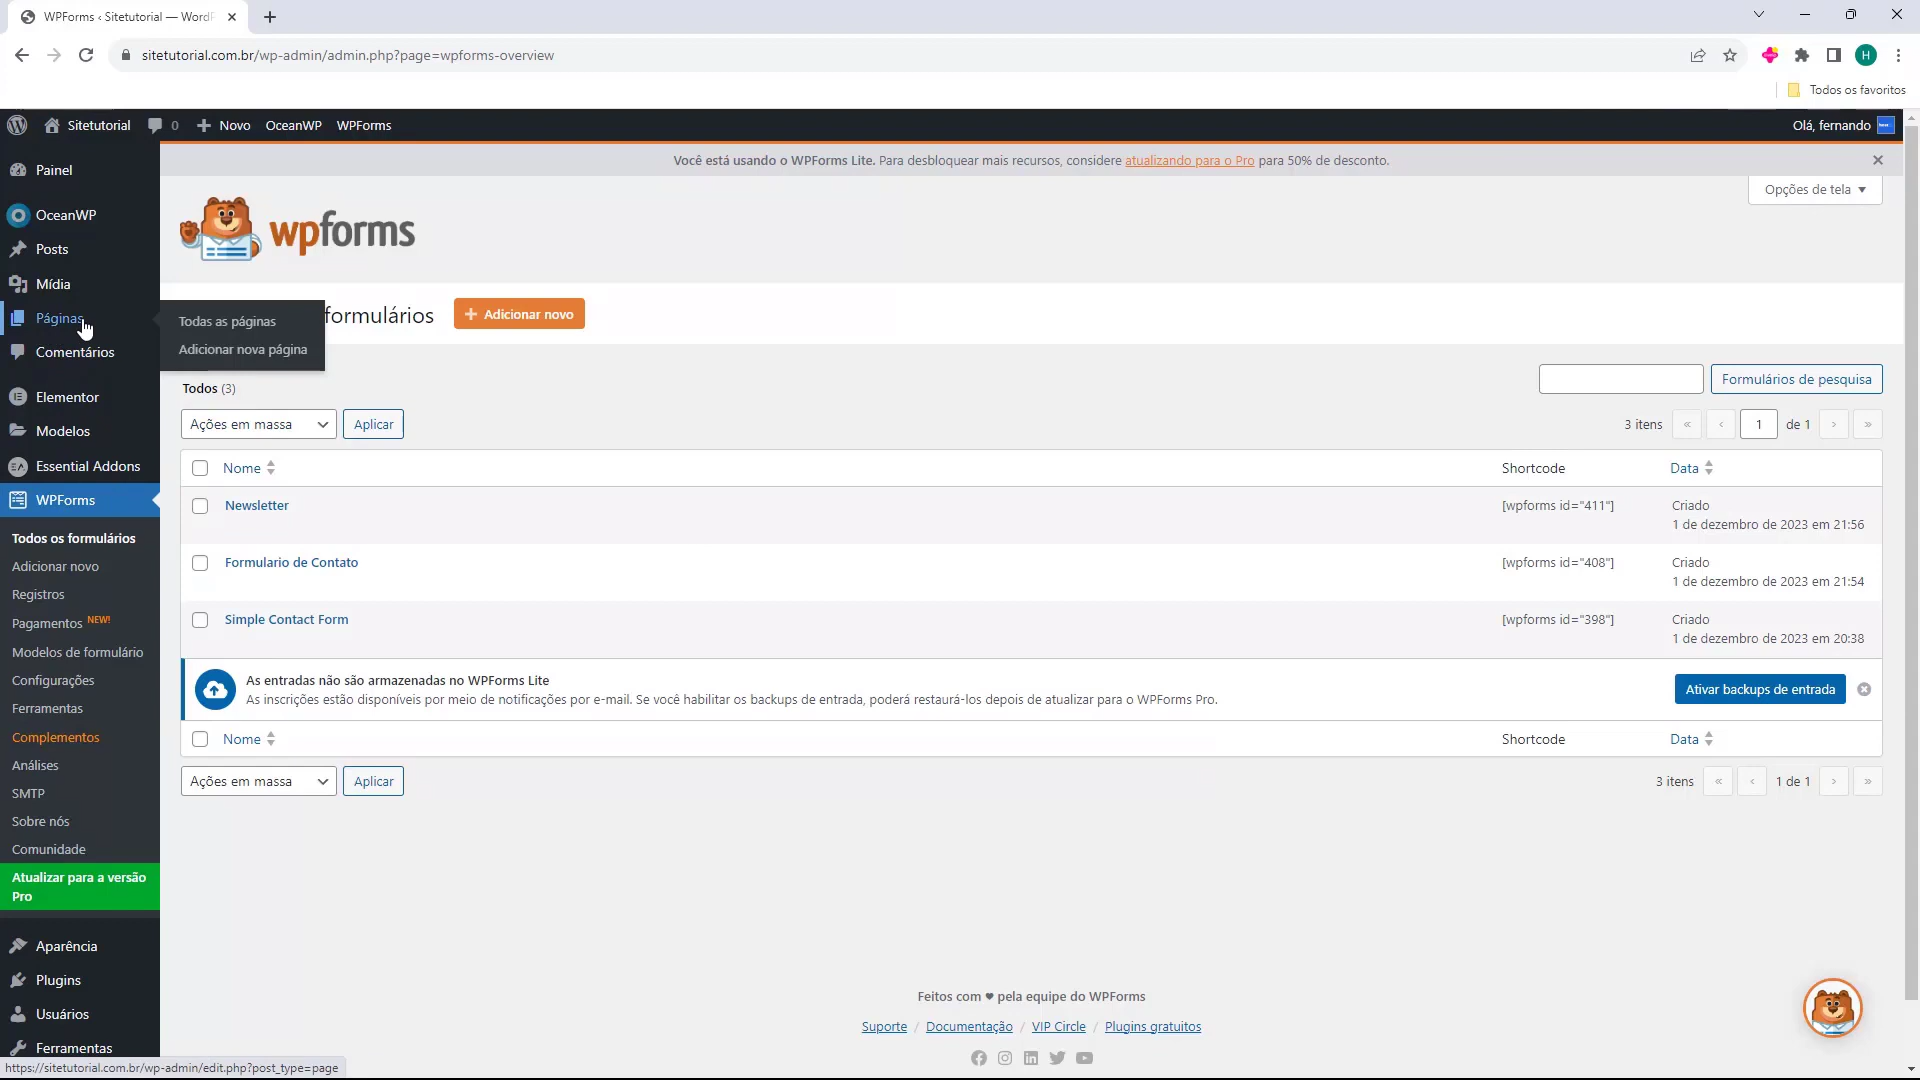 WPForms ‹ Sitetutorial — WordP
sitetutorial.com.br/wp-admin/admin.php?page=wpforms-overview
H
Todos os favoritos
Sitetutorial
0
Novo
OceanWP
WPForms
Olá, fernando
Você está usando o WPForms Lite. Para desbloquear mais recursos, considere atualizando para o Pro para 50% de desconto.
Opções de tela
wpforms
Painel
OceanWP
Posts
Mídia
Páginas
Comentários
Elementor
Modelos
Essential Addons
WPForms
Todos os formulários
Adicionar novo
Registros
Pagamentos NEW!
Modelos de formulário
Configurações
Ferramentas
Complementos
Análises
SMTP
Sobre nós
Comunidade
Atualizar para a versão
Pro
Aparência
Plugins
Usuários
Ferramentas
Todas as páginas
Adicionar nova página
formulários
Adicionar novo
Todos (3)
Formulários de pesquisa
Ações em massa
Aplicar
3 itens « ‹ 1 de 1 › »
Nome
Shortcode
Data
Newsletter
[wpforms id="411"]
Criado
1 de dezembro de 2023 em 21:56
Formulario de Contato
[wpforms id="408"]
Criado
1 de dezembro de 2023 em 21:54
Simple Contact Form
[wpforms id="398"]
Criado
1 de dezembro de 2023 em 20:38
As entradas não são armazenadas no WPForms Lite
As inscrições estão disponíveis por meio de notificações por e-mail. Se você habilitar os backups de entrada, poderá restaurá-los depois de atualizar para o WPForms Pro.
Ativar backups de entrada
Nome
Shortcode
Data
Ações em massa
Aplicar
3 itens « ‹ 1 de 1 › »
Feitos com ♥ pela equipe do WPForms
Suporte / Documentação / VIP Circle / Plugins gratuitos
https://sitetutorial.com.br/wp-admin/edit.php?post_type=page